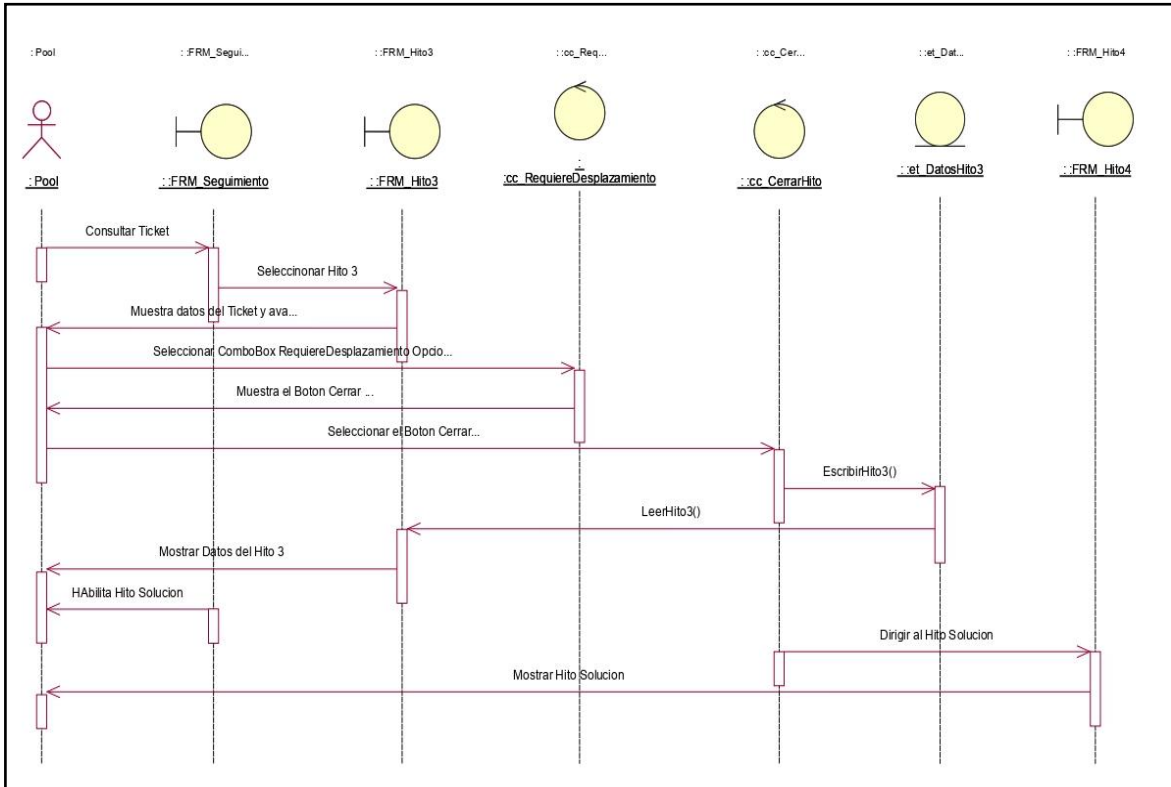 : Pool
: :FRM_Segui...
: :FRM_Hito3
: :cc_Req...
: :cc_Cer...
: :et_Dat...
: :FRM_Hito4
: Pool
: :FRM_Seguimiento
: :FRM_Hito3
:
:cc_RequiereDesplazamiento
: :cc_CerrarHito
: :et_DatosHito3
: :FRM_Hito4
Consultar Ticket
Seleccinonar Hito 3
Muestra datos del Ticket y ava...
Seleccionar ComboBox RequiereDesplazamiento Opcio...
Muestra el Boton Cerrar ...
Seleccionar el Boton Cerrar...
EscribirHito3()
LeerHito3()
Mostrar Datos del Hito 3
HAbilita Hito Solucion
Dirigir al Hito Solucion
Mostrar Hito Solucion